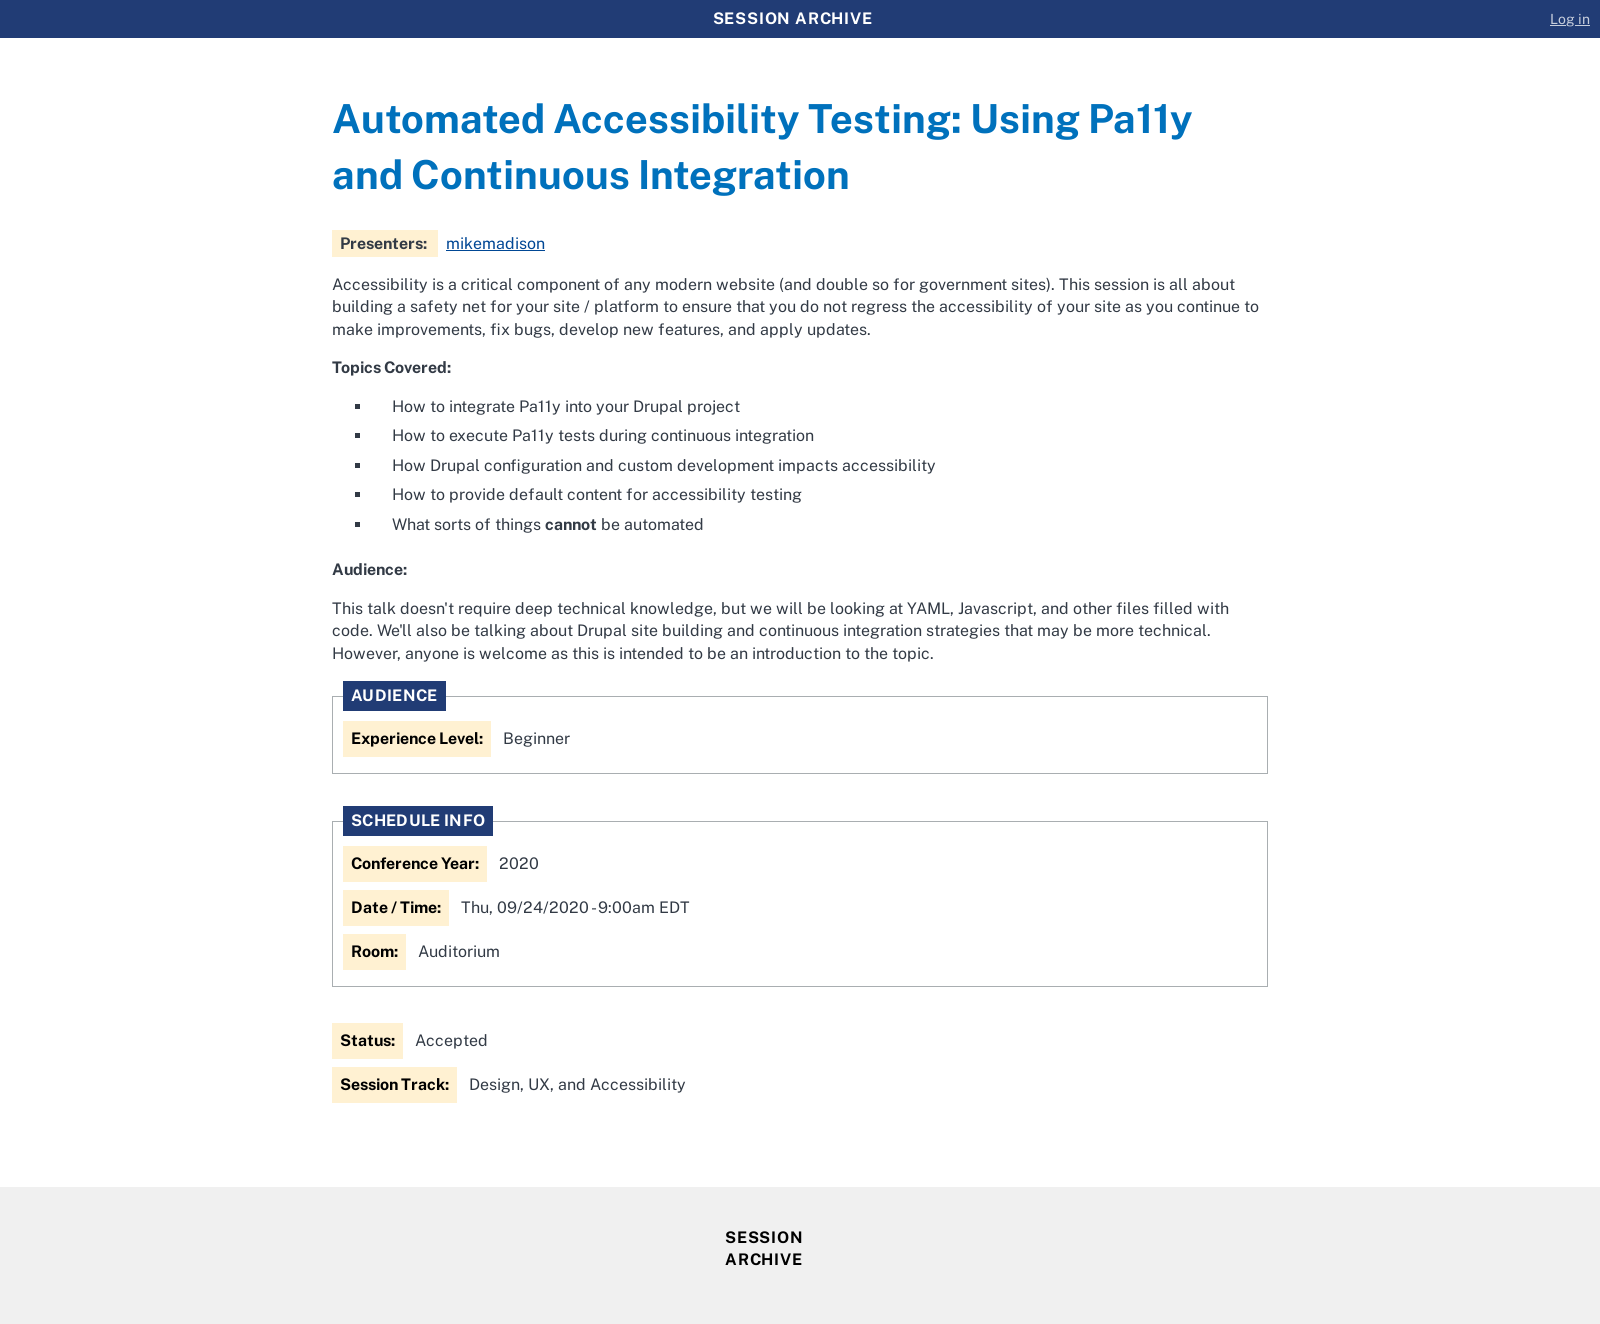 SESSION ARCHIVE
Log in
Automated Accessibility Testing: Using Pa11y
and Continuous Integration
Presenters: mikemadison
Accessibility is a critical component of any modern website (and double so for government sites). This session is all about
building a safety net for your site / platform to ensure that you do not regress the accessibility of your site as you continue to
make improvements, fix bugs, develop new features, and apply updates.
Topics Covered:
How to integrate Pa11y into your Drupal project
How to execute Pa11y tests during continuous integration
How Drupal configuration and custom development impacts accessibility
How to provide default content for accessibility testing
What sorts of things cannot be automated
Audience:
This talk doesn't require deep technical knowledge, but we will be looking at YAML, Javascript, and other files filled with
code. We'll also be talking about Drupal site building and continuous integration strategies that may be more technical.
However, anyone is welcome as this is intended to be an introduction to the topic.
AUDIENCE
Experience Level: Beginner
SCHEDULE INFO
Conference Year: 2020
Date / Time: Thu, 09/24/2020 - 9:00am EDT
Room: Auditorium
Status: Accepted
Session Track: Design, UX, and Accessibility
SESSION
ARCHIVE